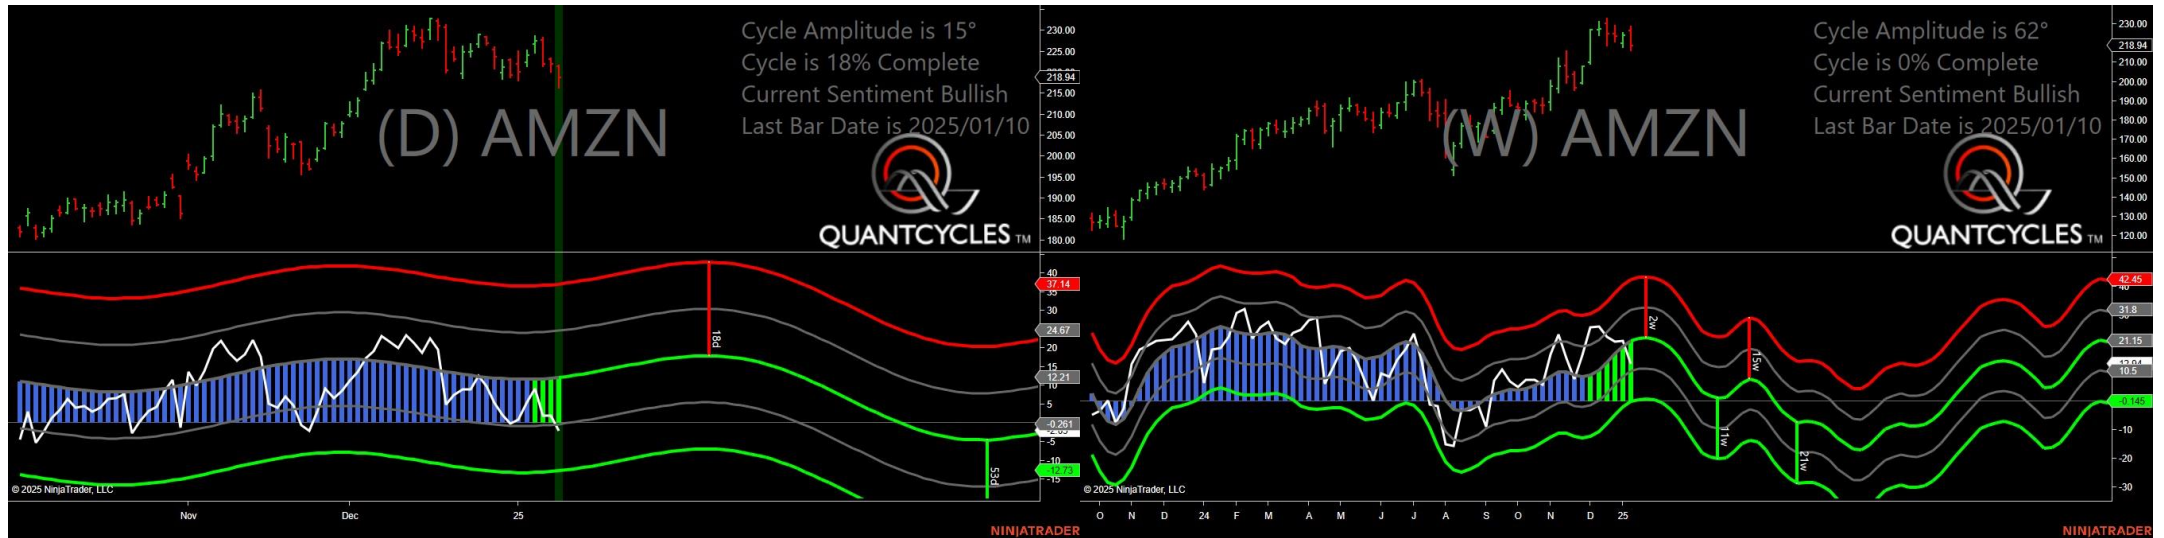 Cycle Amplitude is 15°
Cycle is 18% Complete
Current Sentiment Bullish
Last Bar Date is 2025/01/10
(D) AMZN
QUANTCYCLES TM
230.00
225.00
218.94
215.00
210.00
205.00
200.00
195.00
190.00
185.00
180.00
40
37.14
35
30
24.67
20
15
12.21
5
-0.261
-5
-10
-12.73
-15
18d
53d
© 2025 NinjaTrader, LLC
Nov
Dec
25
NINJATRADER
Cycle Amplitude is 62°
Cycle is 0% Complete
Current Sentiment Bullish
Last Bar Date is 2025/01/10
(W) AMZN
QUANTCYCLES TM
230.00
218.94
210.00
200.00
190.00
180.00
170.00
160.00
150.00
140.00
130.00
120.00
42.45
31.8
21.15
10.5
-0.145
-10
-20
-30
2w
15w
11w
21w
© 2025 NinjaTrader, LLC
O N D 24 F M A M J J A S O N D 25
NINJATRADER